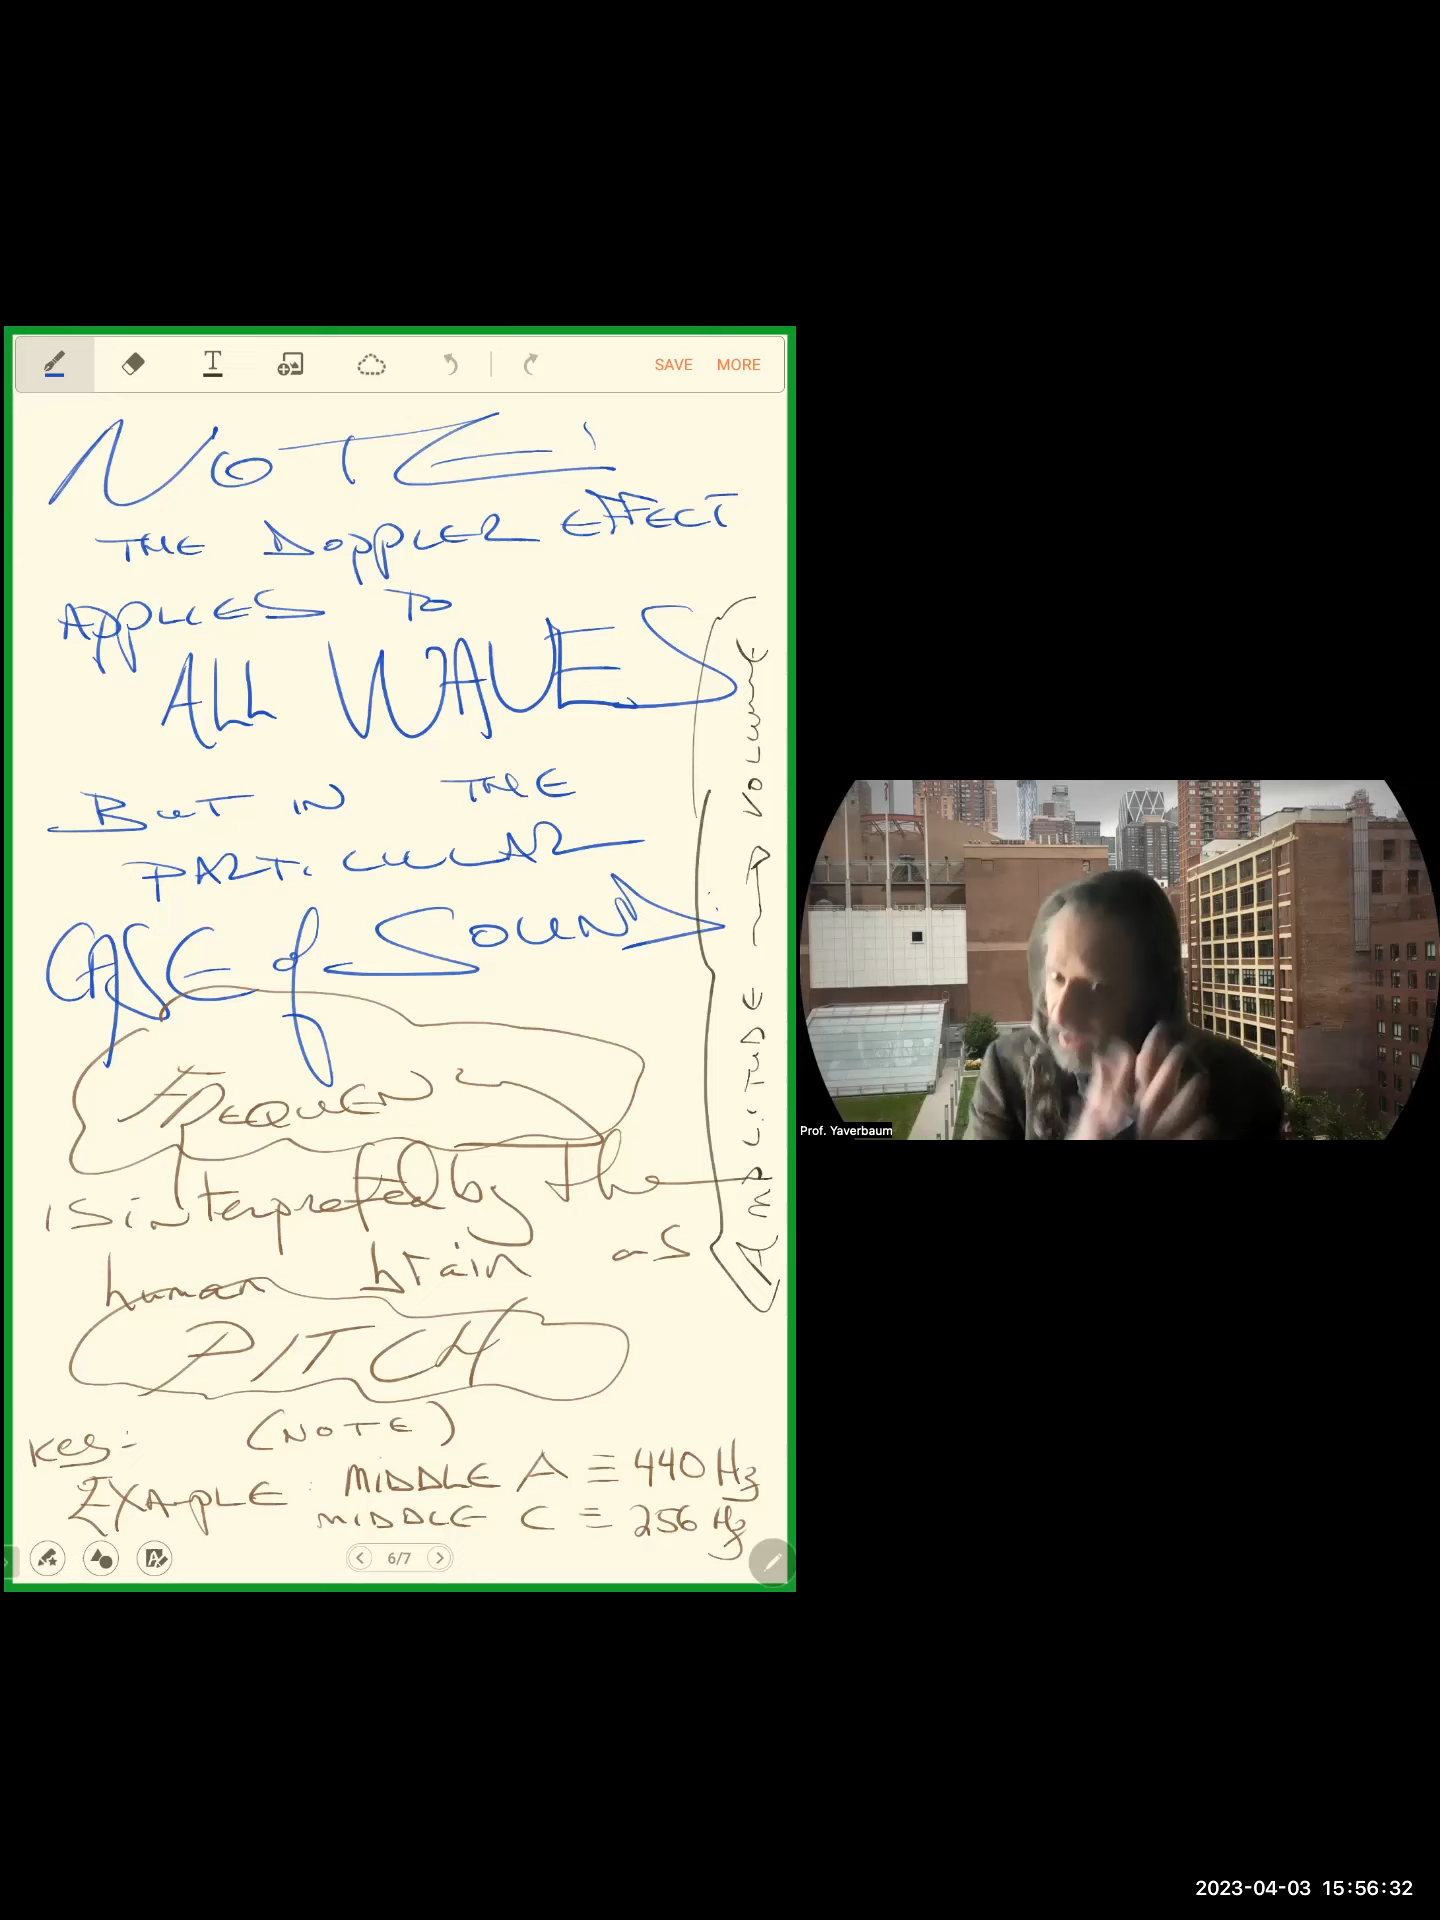 T
SAVE
MORE
NOTE:
THE DOPPLER EFFECT
APPLIES TO
ALL WAVES
BUT IN THE
PARTICULAR
CASE of SOUND
FREQUENCY
is interpreted by the
human brain as
PITCH
(NOTE)
Key:
EXAMPLE: MIDDLE A ≡ 440 Hz
MIDDLE C ≡ 256 Hz
AMPLITUDE → VOLUME
6/7
Prof. Yaverbaum
2023-04-03 15:56:32